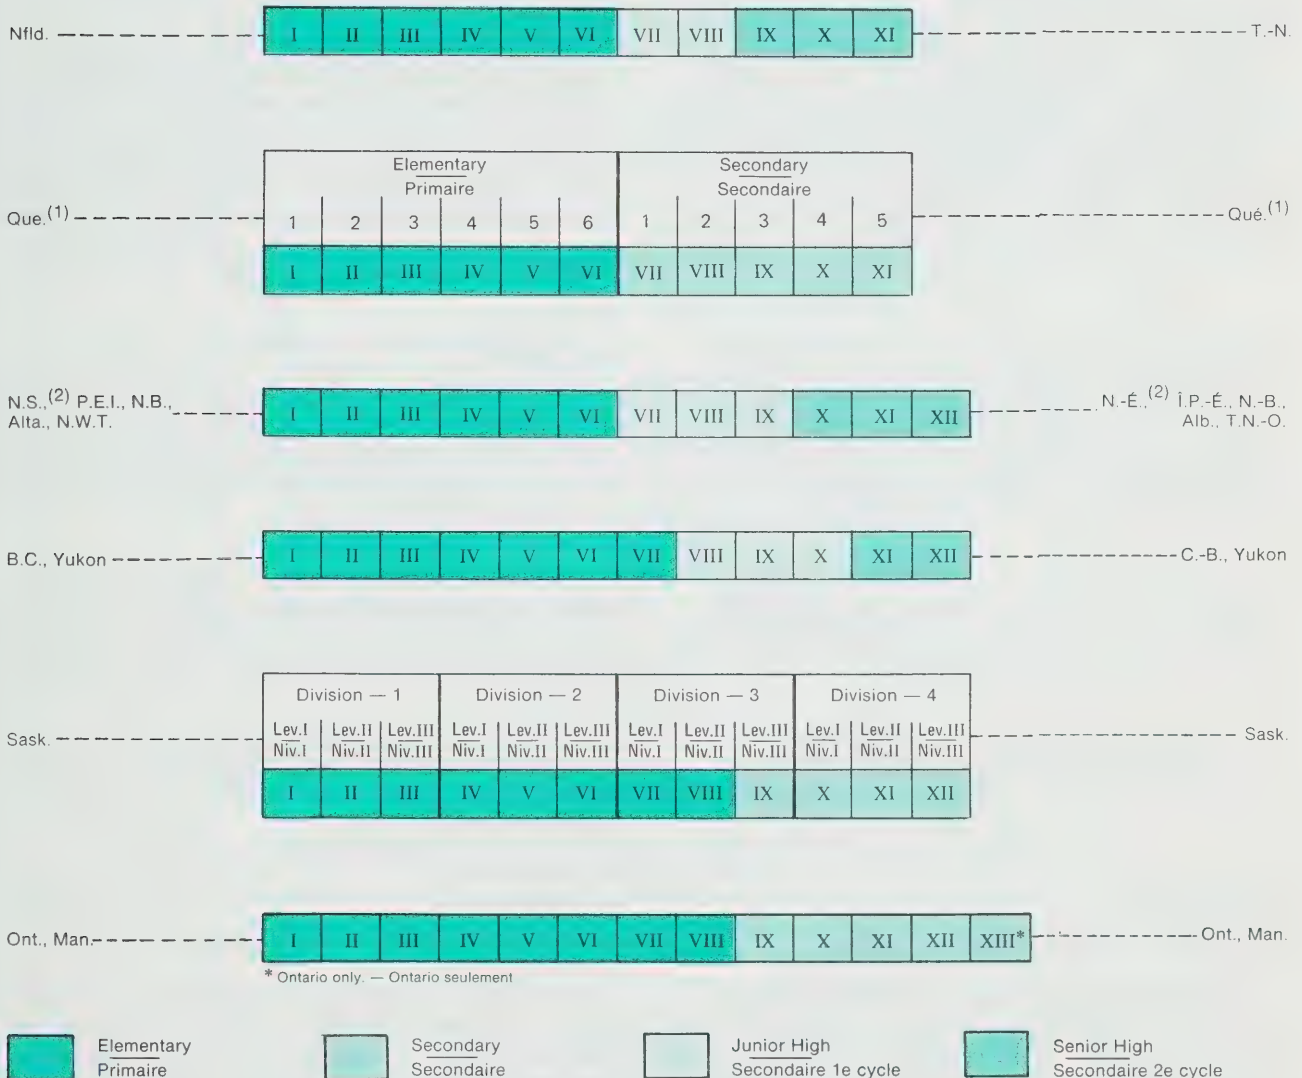 Nfld. I II III IV V VI VII VIII IX X XI T.-N.
Elementary Secondary
Primaire Secondaire
Que.(1) 1 2 3 4 5 6 1 2 3 4 5 Qué.(1)
I II III IV V VI VII VIII IX X XI
N.S.,(2) P.E.I., N.B., N.-É.,(2) Î.P.-É., N.-B.,
Alta., N.W.T. I II III IV V VI VII VIII IX X XI XII Alb., T.N.-O.
B.C., Yukon I II III IV V VI VII VIII IX X XI XII C.-B., Yukon
Division — 1 Division — 2 Division — 3 Division — 4
Lev.I Lev.II Lev.III Lev.I Lev.II Lev.III Lev.I Lev.II Lev.III Lev.I Lev.II Lev.III
Sask. Niv.I Niv.II Niv.III Niv.I Niv.II Niv.III Niv.I Niv.II Niv.III Niv.I Niv.II Niv.III Sask.
I II III IV V VI VII VIII IX X XI XII
Ont., Man. I II III IV V VI VII VIII IX X XI XII XIII* Ont., Man.
* Ontario only. — Ontario seulement
Elementary Secondary Junior High Senior High
Primaire Secondaire Secondaire 1e cycle Secondaire 2e cycle